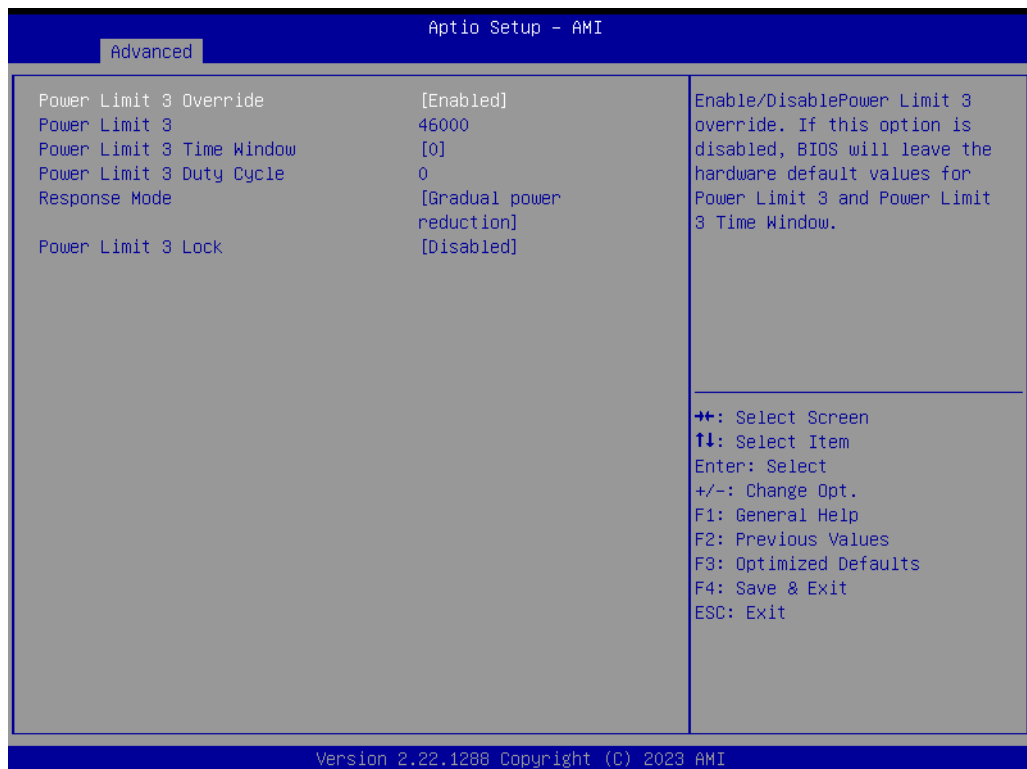 Aptio Setup – AMI
Advanced
Power Limit 3 Override [Enabled]
Power Limit 3 46000
Power Limit 3 Time Window [0]
Power Limit 3 Duty Cycle 0
Response Mode [Gradual power
reduction]
Power Limit 3 Lock [Disabled]
Enable/DisablePower Limit 3
override. If this option is
disabled, BIOS will leave the
hardware default values for
Power Limit 3 and Power Limit
3 Time Window.
→←: Select Screen
↑↓: Select Item
Enter: Select
+/-: Change Opt.
F1: General Help
F2: Previous Values
F3: Optimized Defaults
F4: Save & Exit
ESC: Exit
Version 2.22.1288 Copyright (C) 2023 AMI